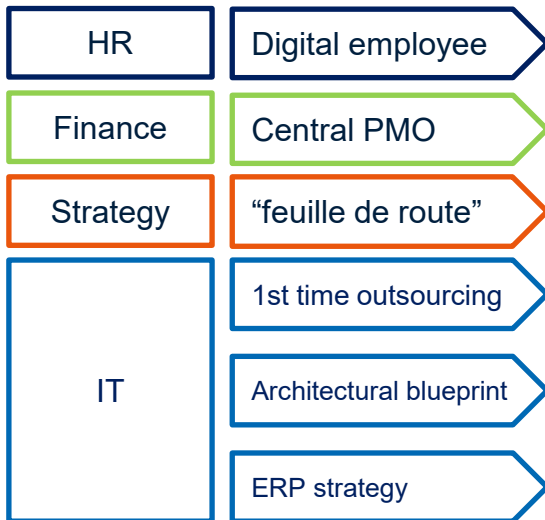 HR
Digital employee
Finance
Central PMO
Strategy
“feuille de route”
IT
1st time outsourcing
Architectural blueprint
ERP strategy